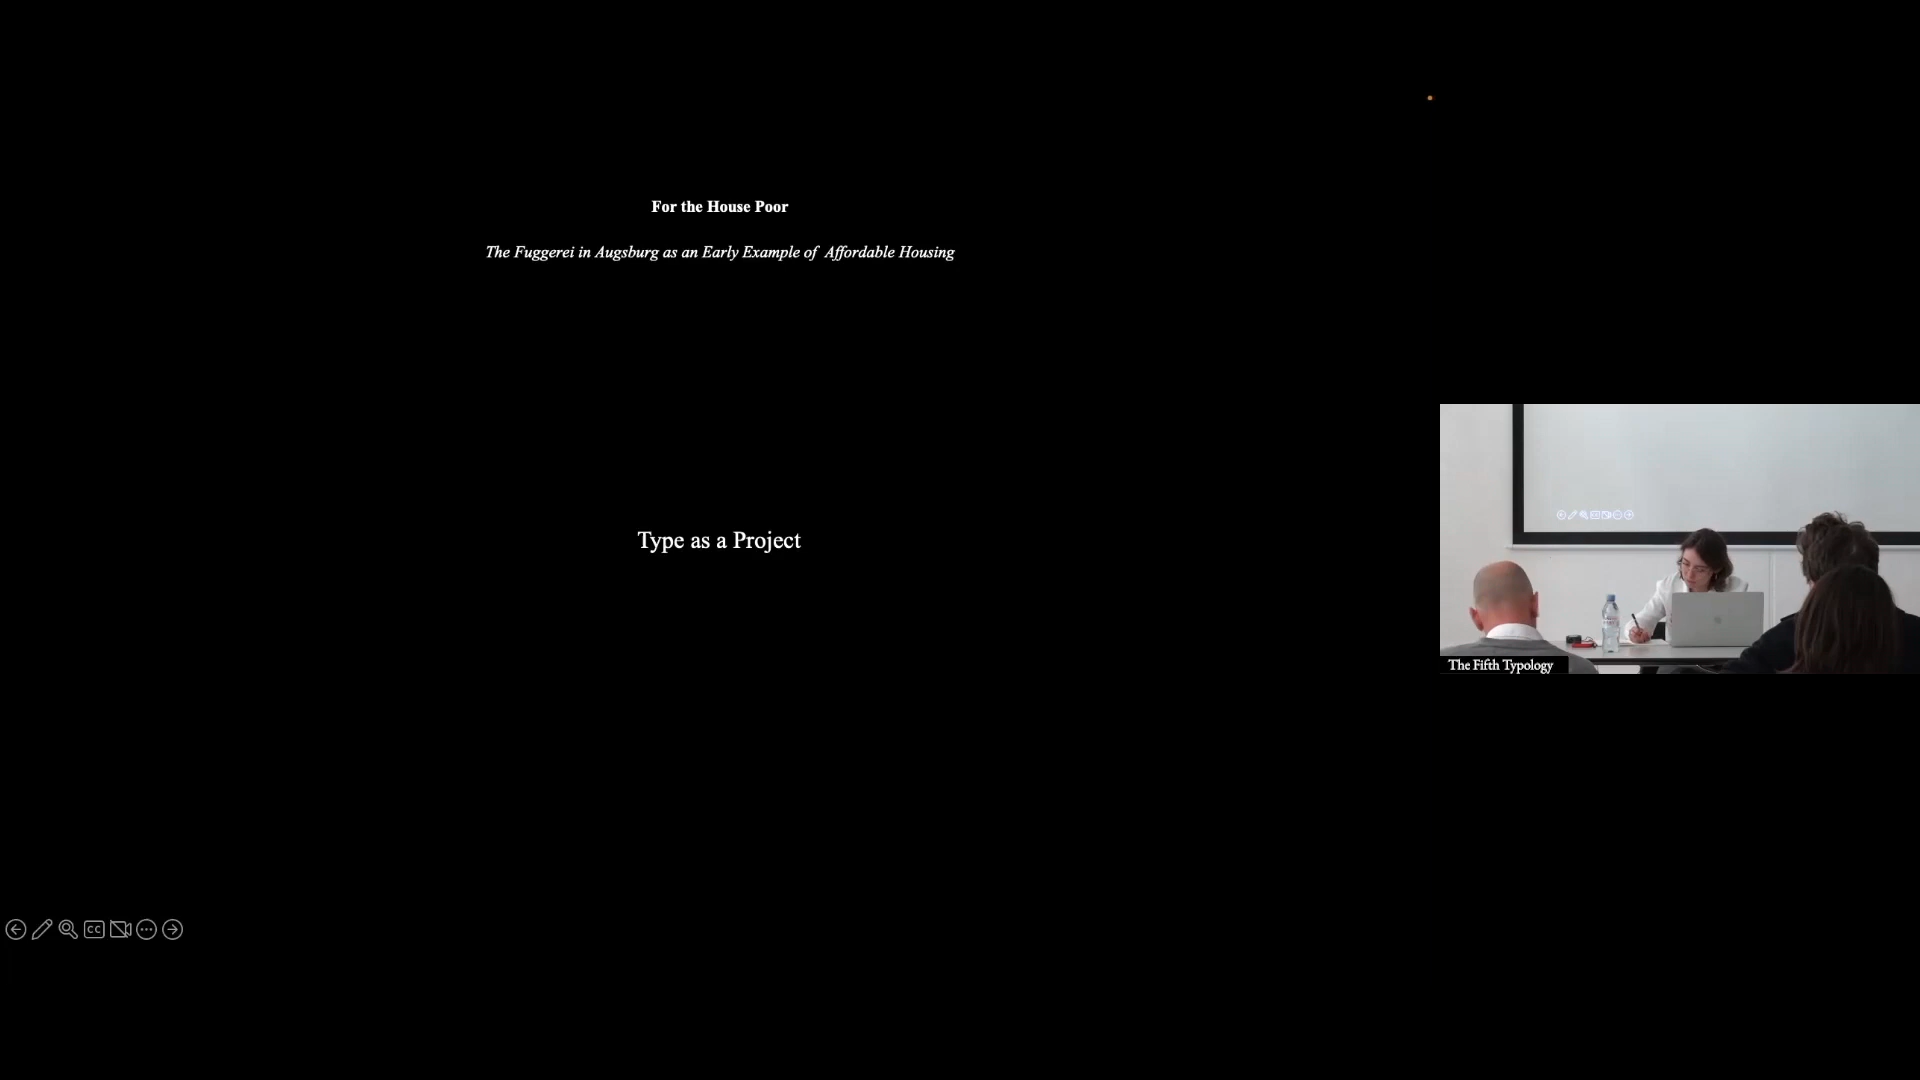 For the House Poor
The Fuggerei in Augsburg as an Early Example of Affordable Housing
Type as a Project
CC
The Fifth Typology